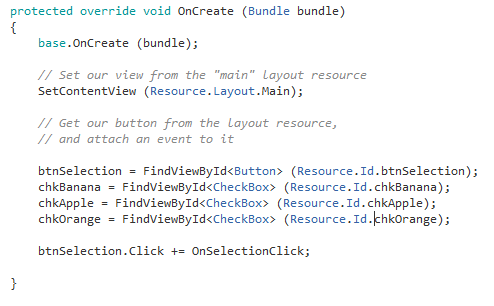 protected override void OnCreate (Bundle bundle)
{
    base.OnCreate (bundle);
    // Set our view from the "main" layout resource
    SetContentView (Resource.Layout.Main);
    // Get our button from the layout resource,
    // and attach an event to it
    btnSelection = FindViewById<Button> (Resource.Id.btnSelection);
    chkBanana = FindViewById<CheckBox> (Resource.Id.chkBanana);
    chkApple = FindViewById<CheckBox> (Resource.Id.chkApple);
    chkOrange = FindViewById<CheckBox> (Resource.Id.chkOrange);
    btnSelection.Click += OnSelectionClick;
}